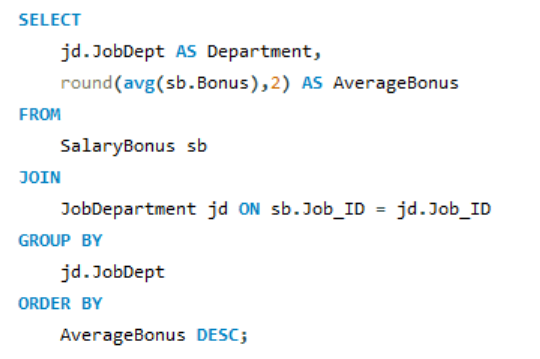 SELECT
jd.JobDept AS Department,
round(avg(sb.Bonus),2) AS AverageBonus
FROM
SalaryBonus sb
JOIN
JobDepartment jd ON sb.Job_ID = jd.Job_ID
GROUP BY
jd.JobDept
ORDER BY
AverageBonus DESC;